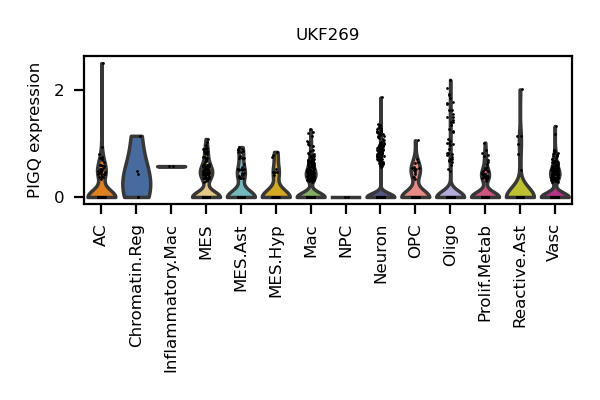 UKF269
PIGQ expression
2
0
AC
Chromatin.Reg
Inflammatory.Mac
MES
MES.Ast
MES.Hyp
Mac
NPC
Neuron
OPC
Oligo
Prolif.Metab
Reactive.Ast
Vasc